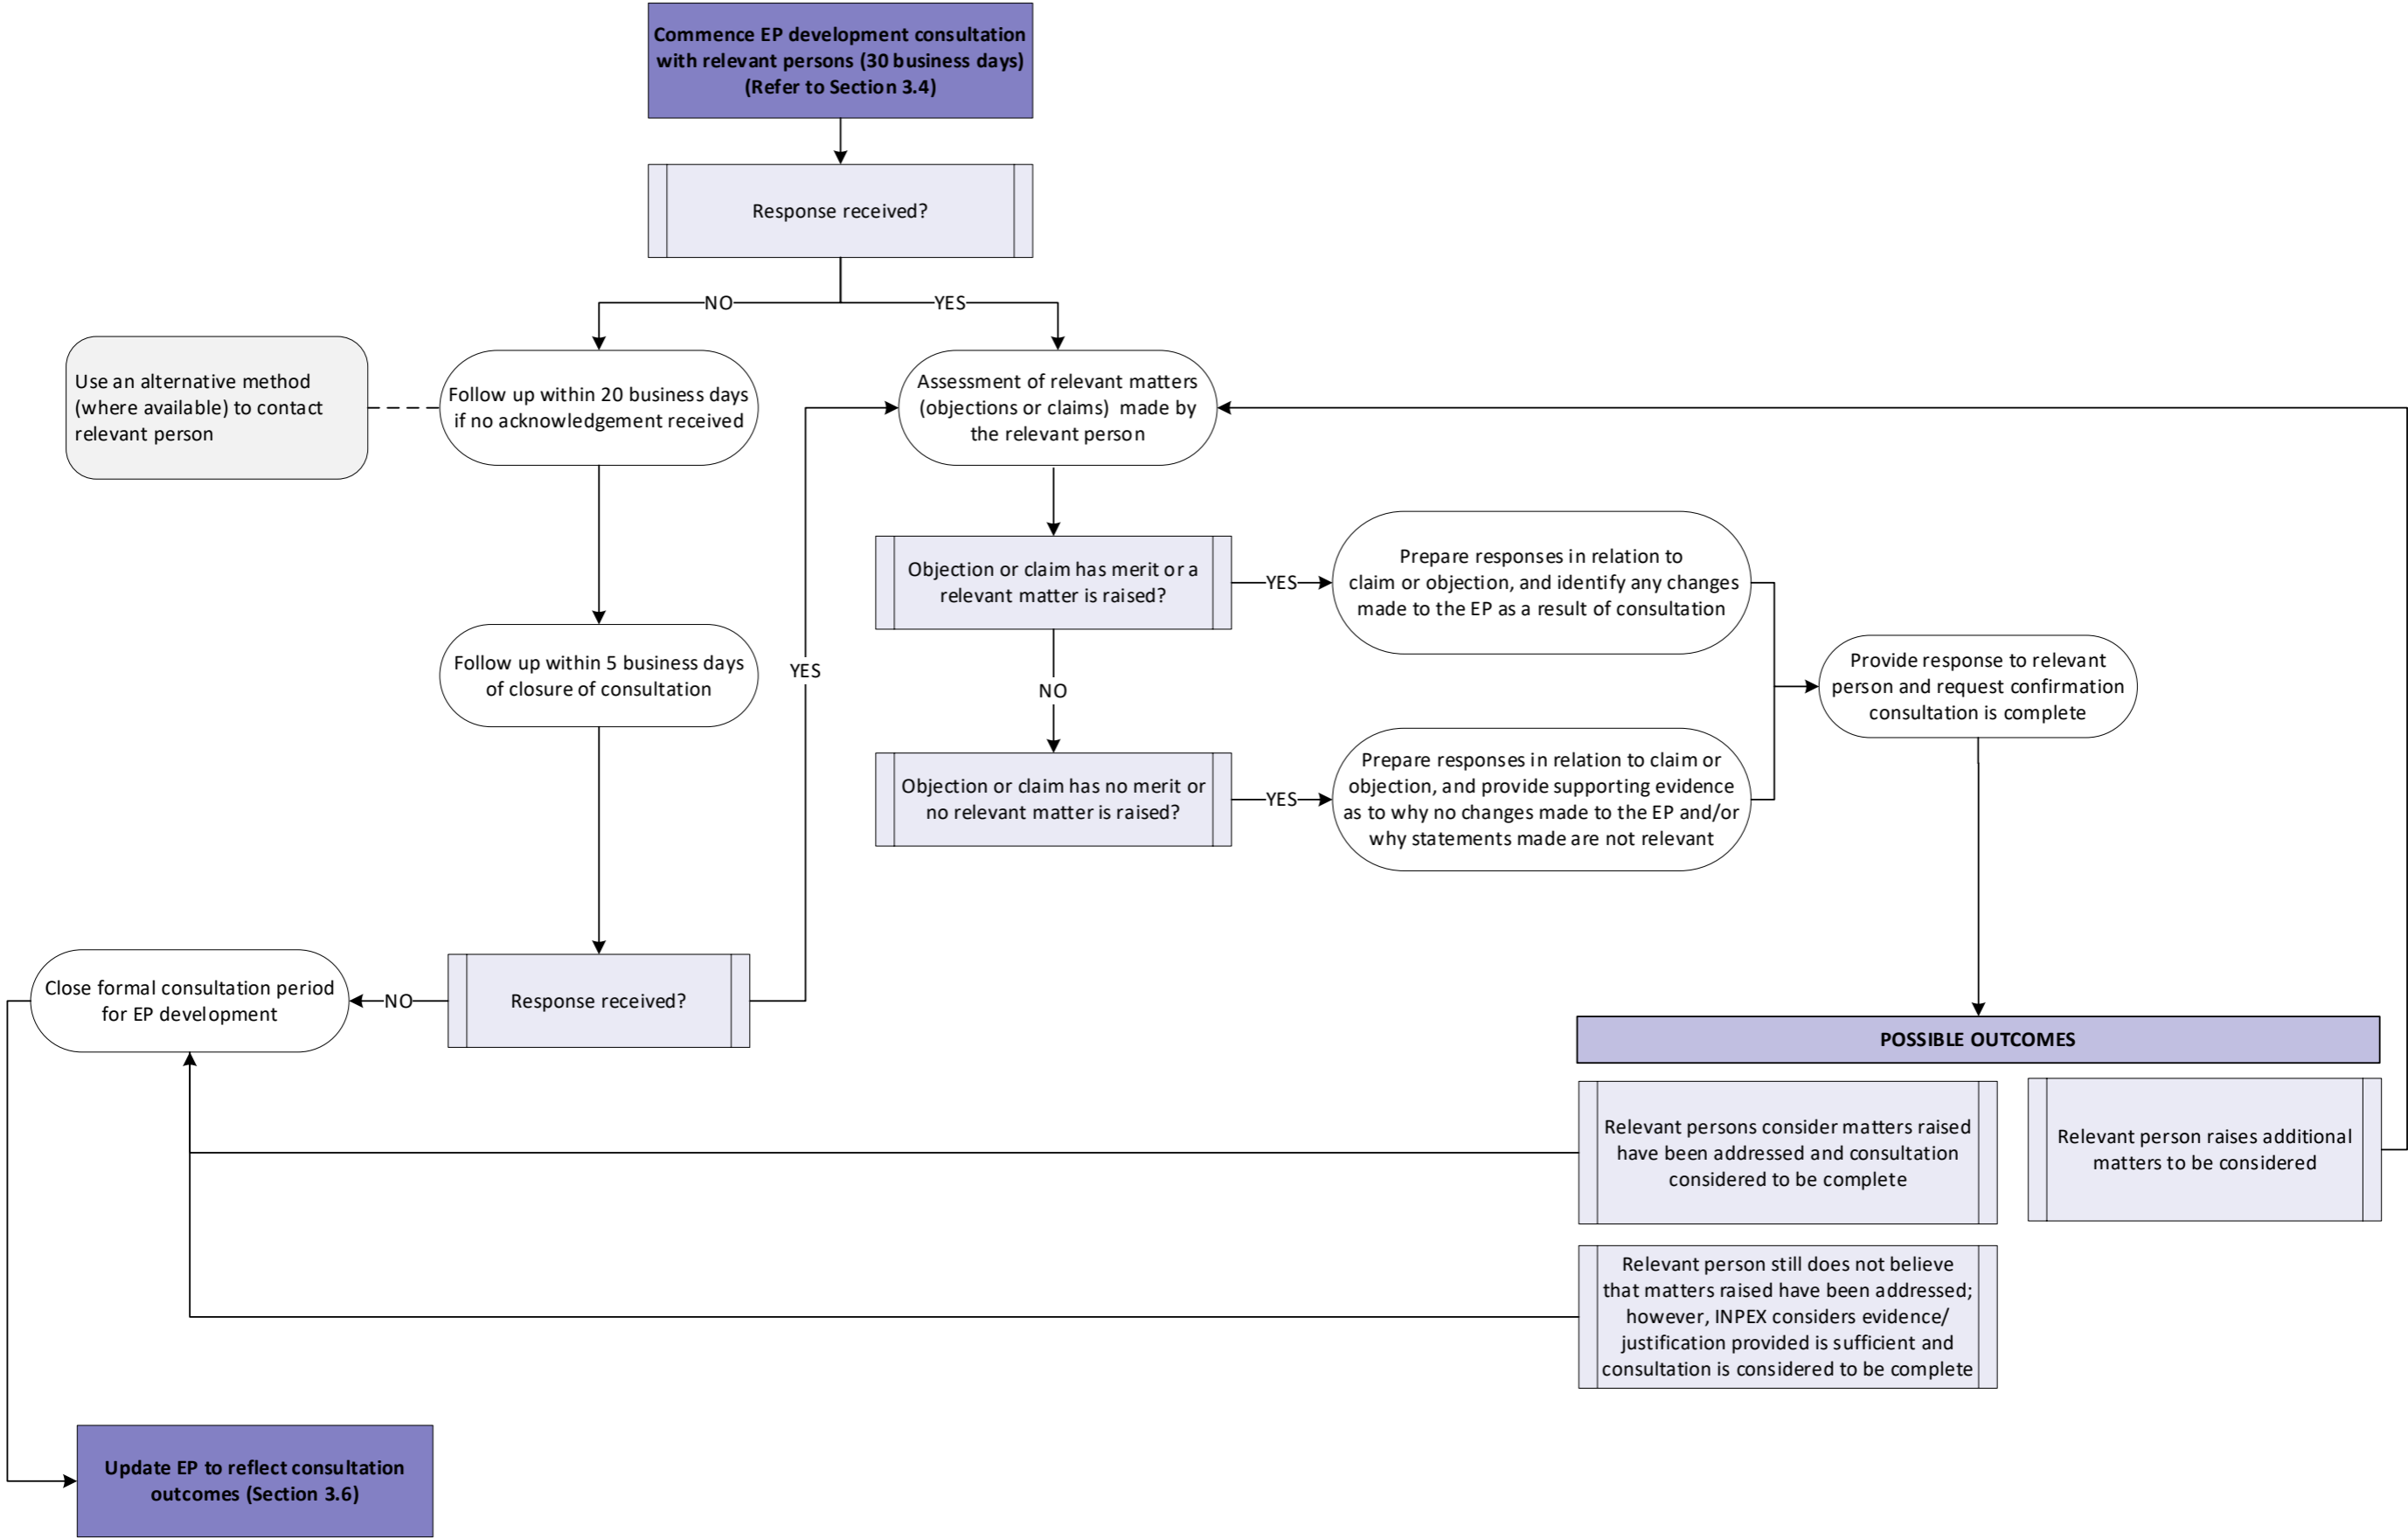 Commence EP development consultation
with relevant persons (30 business days)
(Refer to Section 3.4)
Response received?
NO
YES
Use an alternative method
(where available) to contact
relevant person
Follow up within 20 business days
if no acknowledgement received
Assessment of relevant matters
(objections or claims) made by
the relevant person
Objection or claim has merit or a
relevant matter is raised?
YES
Prepare responses in relation to
claim or objection, and identify any changes
made to the EP as a result of consultation
Follow up within 5 business days
of closure of consultation
YES
NO
Provide response to relevant
person and request confirmation
consultation is complete
Objection or claim has no merit or
no relevant matter is raised?
YES
Prepare responses in relation to claim or
objection, and provide supporting evidence
as to why no changes made to the EP and/or
why statements made are not relevant
Close formal consultation period
for EP development
NO
Response received?
POSSIBLE OUTCOMES
Relevant persons consider matters raised
have been addressed and consultation
considered to be complete
Relevant person raises additional
matters to be considered
Relevant person still does not believe
that matters raised have been addressed;
however, INPEX considers evidence/
justification provided is sufficient and
consultation is considered to be complete
Update EP to reflect consultation
outcomes (Section 3.6)